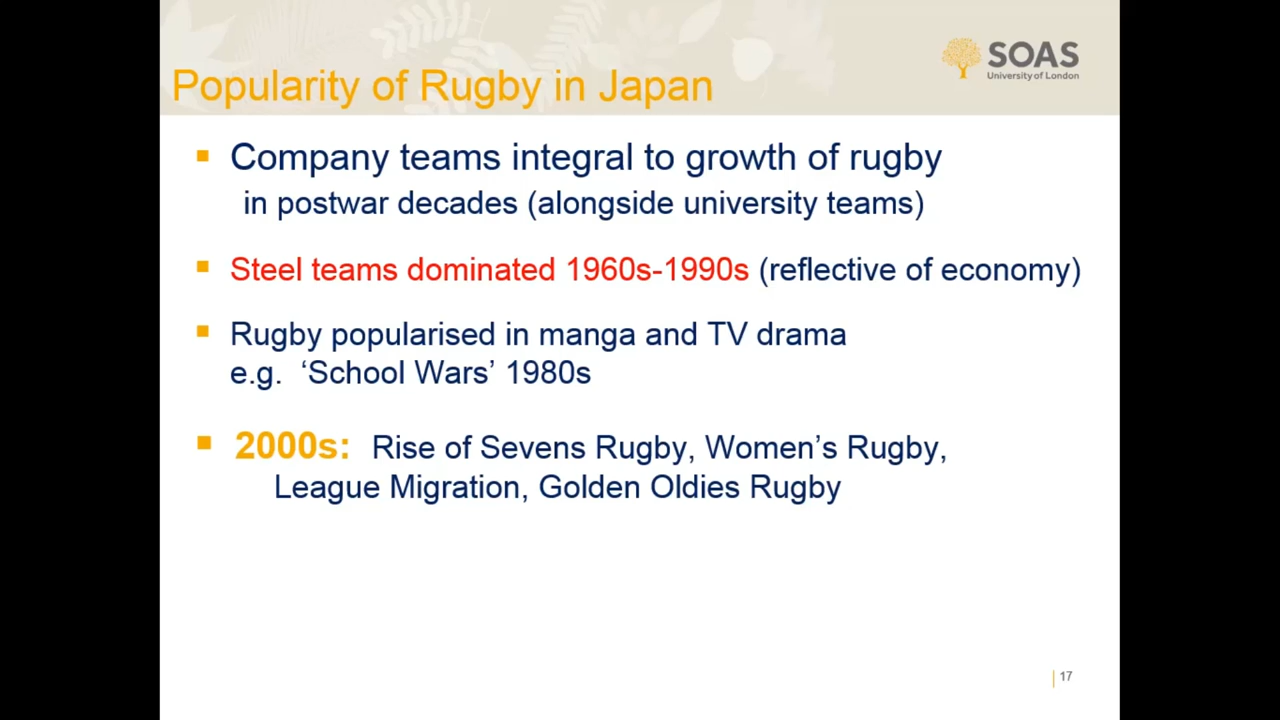 SOAS
University of London
Popularity of Rugby in Japan
Company teams integral to growth of rugby
in postwar decades (alongside university teams)
Steel teams dominated 1960s-1990s (reflective of economy)
Rugby popularised in manga and TV drama
e.g. ‘School Wars’ 1980s
2000s: Rise of Sevens Rugby, Women’s Rugby,
League Migration, Golden Oldies Rugby
17